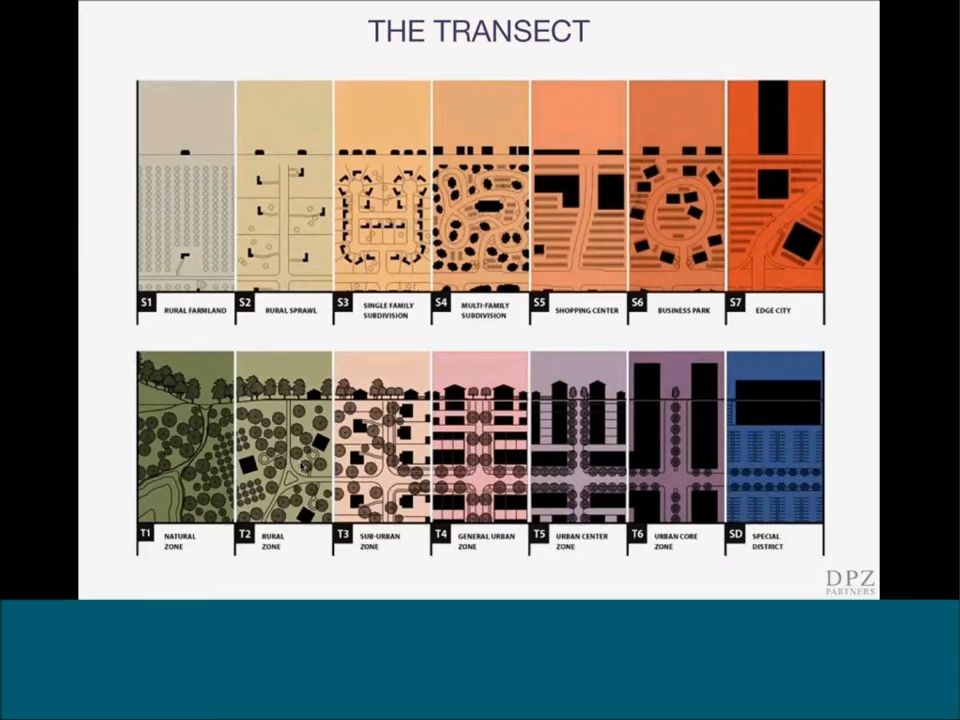 THE TRANSECT
S1 RURAL FARMLAND
S2 RURAL SPRAWL
S3 SINGLE FAMILY
SUBDIVISION
S4 MULTI-FAMILY
SUBDIVISION
S5 SHOPPING CENTER
S6 BUSINESS PARK
S7 EDGE CITY
T1 NATURAL
ZONE
T2 RURAL
ZONE
T3 SUB-URBAN
ZONE
T4 GENERAL URBAN
ZONE
T5 URBAN CENTER
ZONE
T6 URBAN CORE
ZONE
SD SPECIAL
DISTRICT
DPZ
PARTNERS